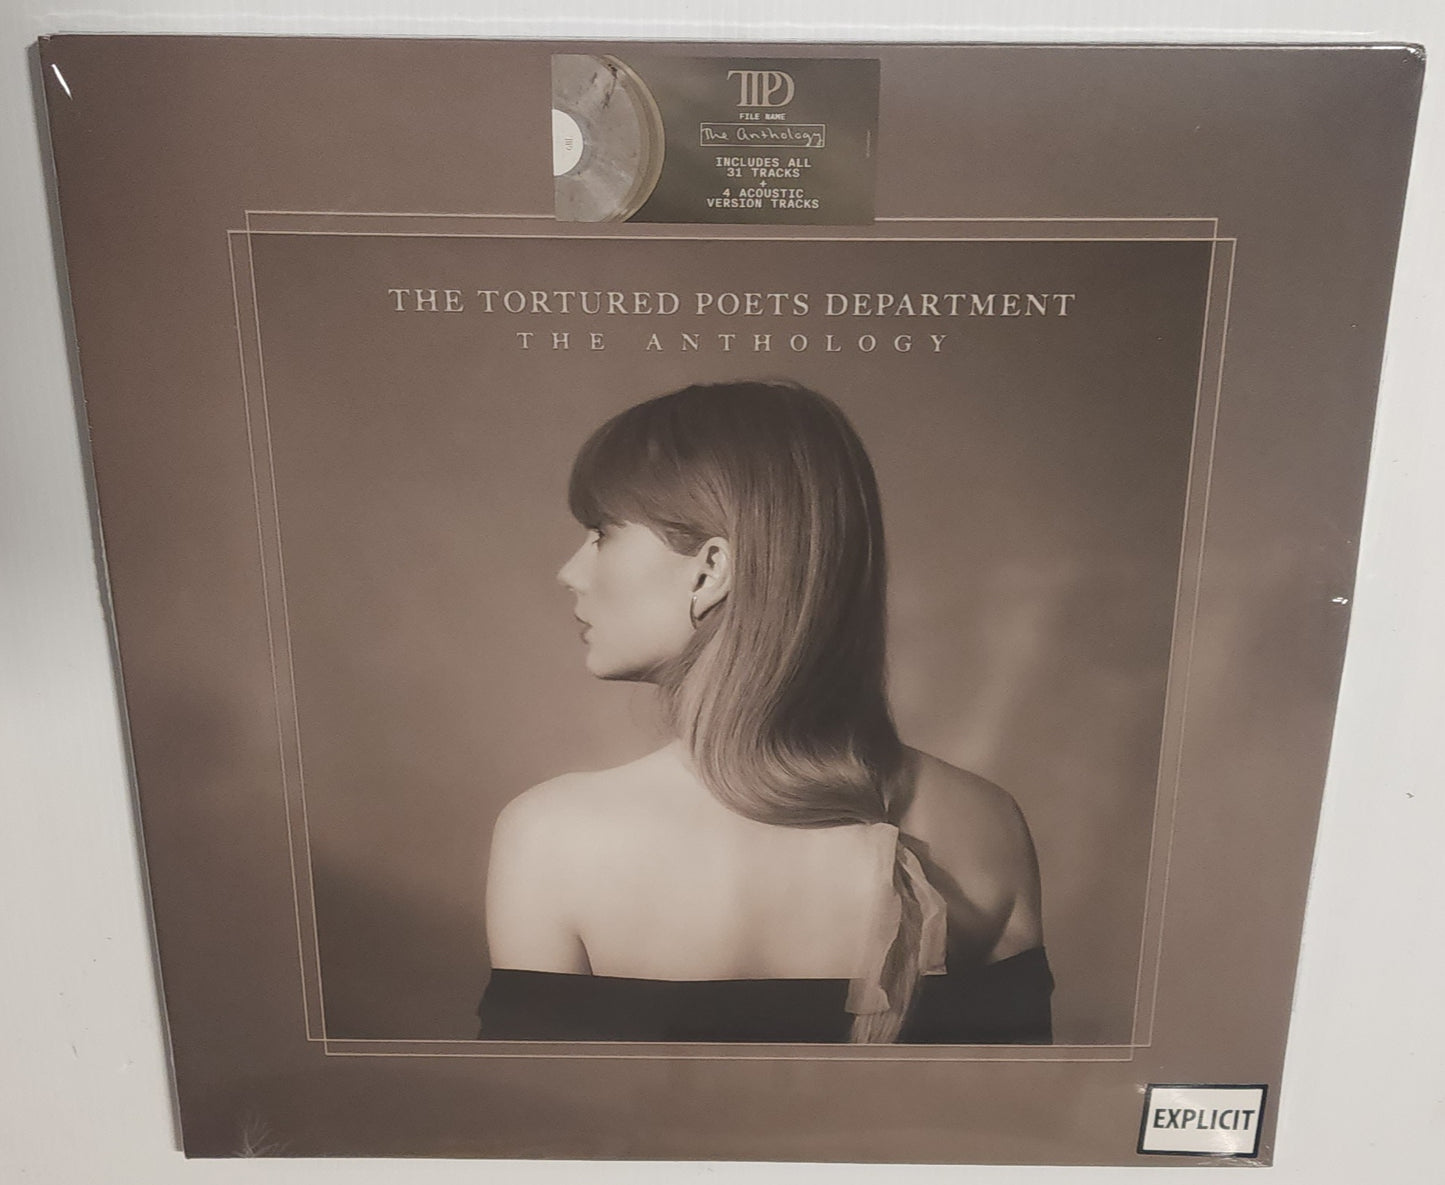 TTPD
FILE NAME
The Anthology
INCLUDES ALL
31 TRACKS
+
4 ACOUSTIC
VERSION TRACKS
THE TORTURED POETS DEPARTMENT
THE ANTHOLOGY
EXPLICIT